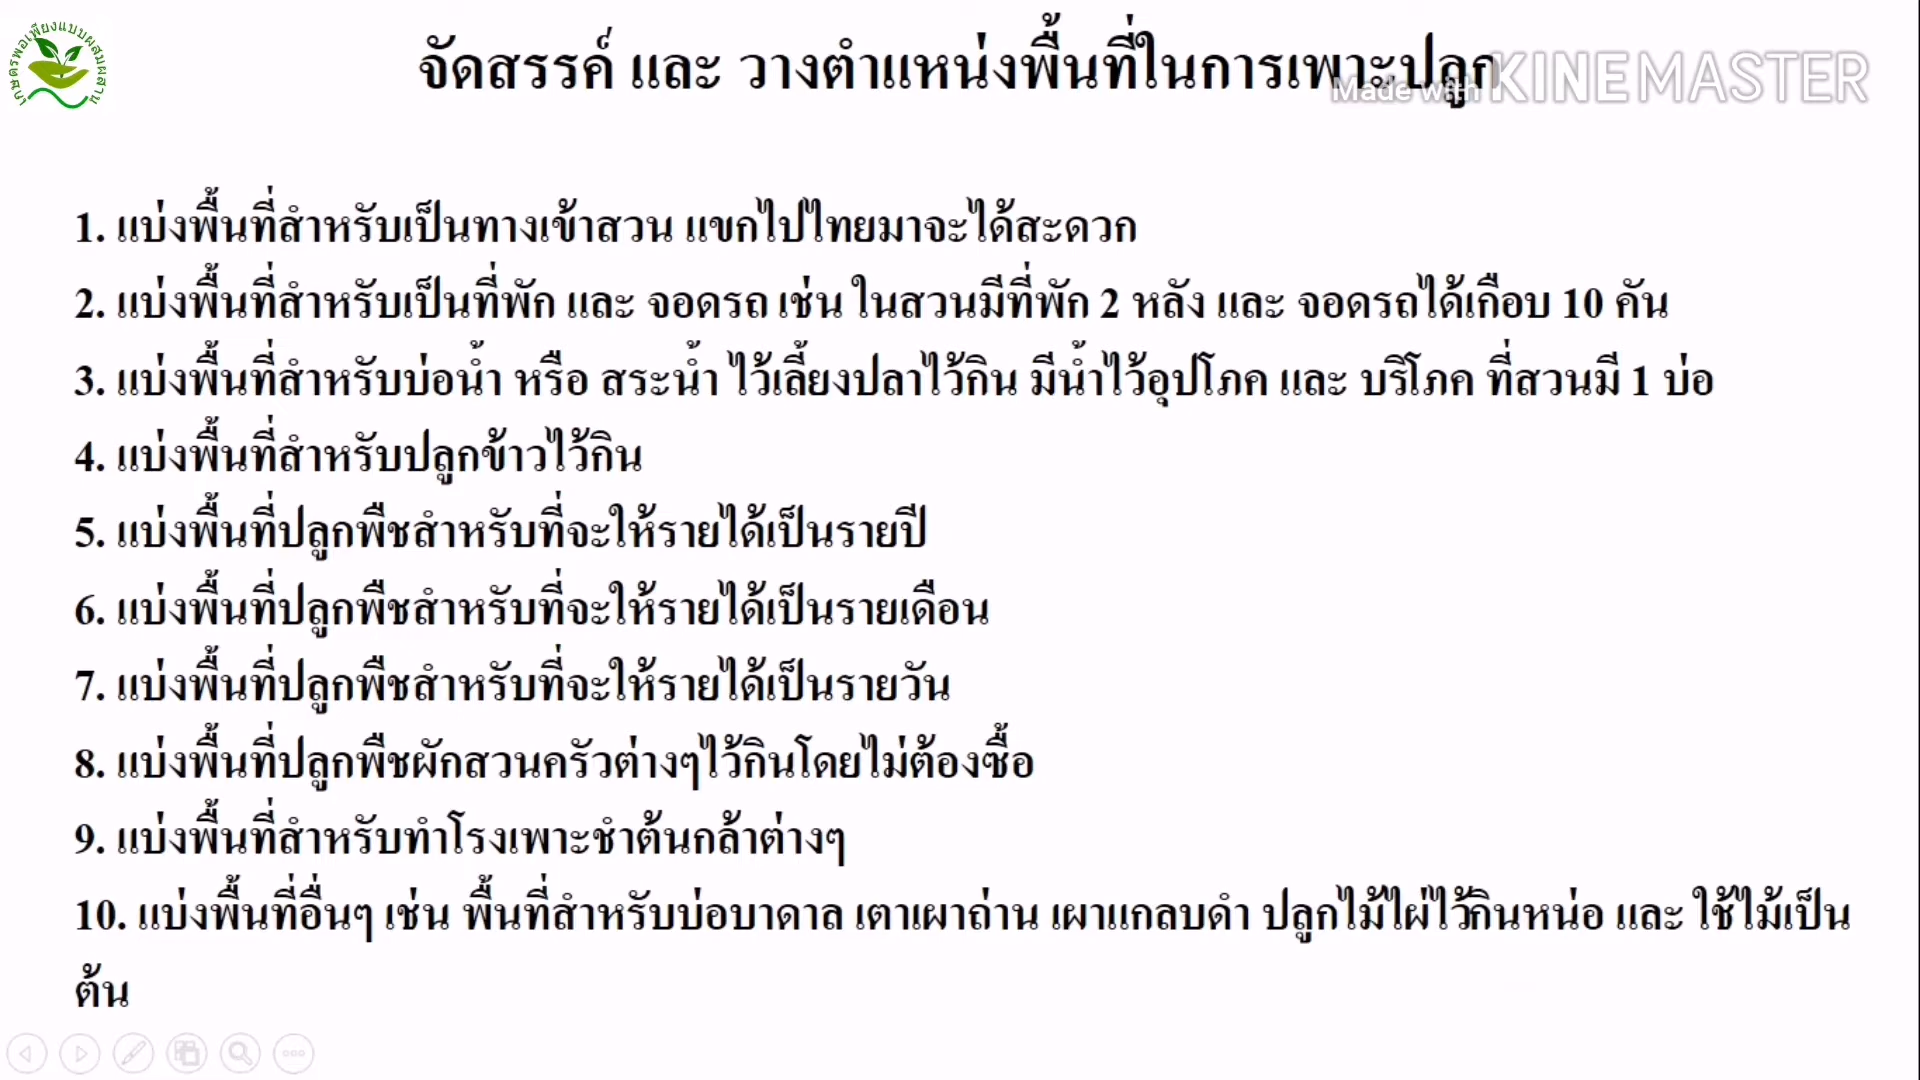 เกษตรพอเพียงแบบผสมผสาน
จัดสรรค์ และ วางตำแหน่งพื้นที่ในการเพาะปลูก
Made with KINEMASTER
1. แบ่งพื้นที่สำหรับเป็นทางเข้าสวน แขกไปไทยมาจะได้สะดวก
2. แบ่งพื้นที่สำหรับเป็นที่พัก และ จอดรถ เช่น ในสวนมีที่พัก 2 หลัง และ จอดรถได้เกือบ 10 คัน
3. แบ่งพื้นที่สำหรับบ่อน้ำ หรือ สระน้ำ ไว้เลี้ยงปลาไว้กิน มีน้ำไว้อุปโภค และ บริโภค ที่สวนมี 1 บ่อ
4. แบ่งพื้นที่สำหรับปลูกข้าวไว้กิน
5. แบ่งพื้นที่ปลูกพืชสำหรับที่จะให้รายได้เป็นรายปี
6. แบ่งพื้นที่ปลูกพืชสำหรับที่จะให้รายได้เป็นรายเดือน
7. แบ่งพื้นที่ปลูกพืชสำหรับที่จะให้รายได้เป็นรายวัน
8. แบ่งพื้นที่ปลูกพืชผักสวนครัวต่างๆไว้กินโดยไม่ต้องซื้อ
9. แบ่งพื้นที่สำหรับทำโรงเพาะชำต้นกล้าต่างๆ
10. แบ่งพื้นที่อื่นๆ เช่น พื้นที่สำหรับบ่อบาดาล เตาเผาถ่าน เผาแกลบดำ ปลูกไม้ไผ่ไว้กินหน่อ และ ใช้ไม้เป็น
ต้น